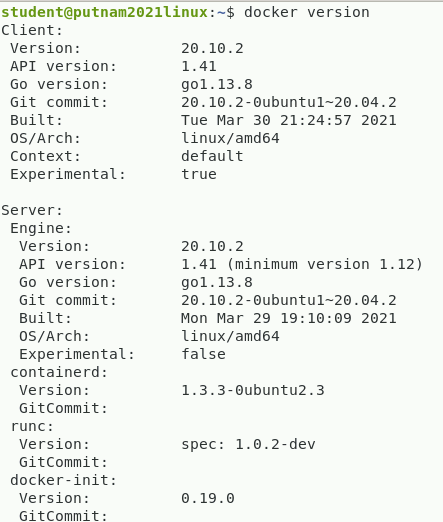 student@putnam2021linux:~$ docker version
Client:
 Version:           20.10.2
 API version:       1.41
 Go version:        go1.13.8
 Git commit:        20.10.2-0ubuntu1~20.04.2
 Built:             Tue Mar 30 21:24:57 2021
 OS/Arch:           linux/amd64
 Context:           default
 Experimental:      true

Server:
 Engine:
  Version:          20.10.2
  API version:      1.41 (minimum version 1.12)
  Go version:       go1.13.8
  Git commit:       20.10.2-0ubuntu1~20.04.2
  Built:            Mon Mar 29 19:10:09 2021
  OS/Arch:          linux/amd64
  Experimental:     false
 containerd:
  Version:          1.3.3-0ubuntu2.3
  GitCommit:
 runc:
  Version:          spec: 1.0.2-dev
  GitCommit:
 docker-init:
  Version:          0.19.0
  GitCommit: